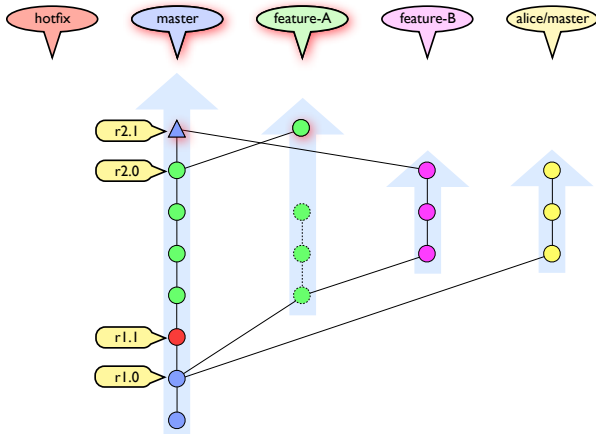 hotfix
master
feature-A
feature-B
alice/master
r2.1
r2.0
r1.1
r1.0